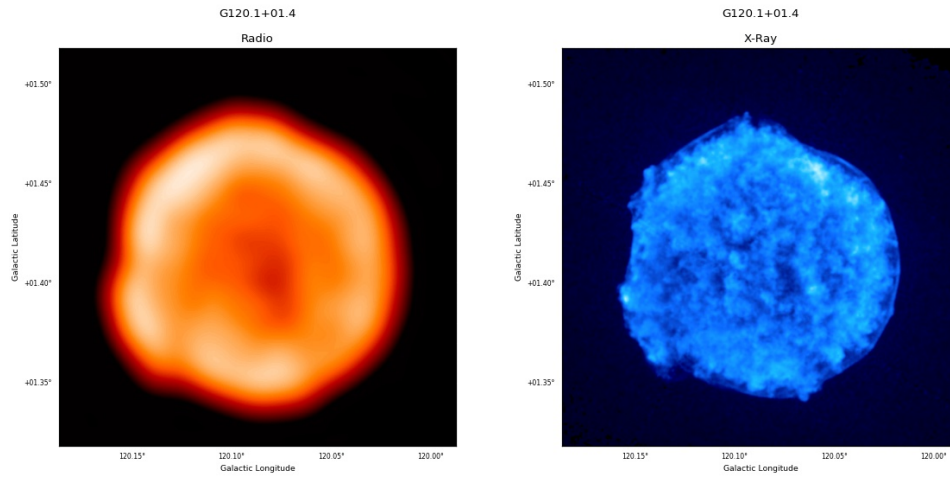 G120.1+01.4
Radio
+01.50°
+01.45°
+01.40°
+01.35°
Galactic Latitude
120.15°
120.10°
120.05°
120.00°
Galactic Longitude
G120.1+01.4
X-Ray
+01.50°
+01.45°
+01.40°
+01.35°
Galactic Latitude
120.15°
120.10°
120.05°
120.00°
Galactic Longitude